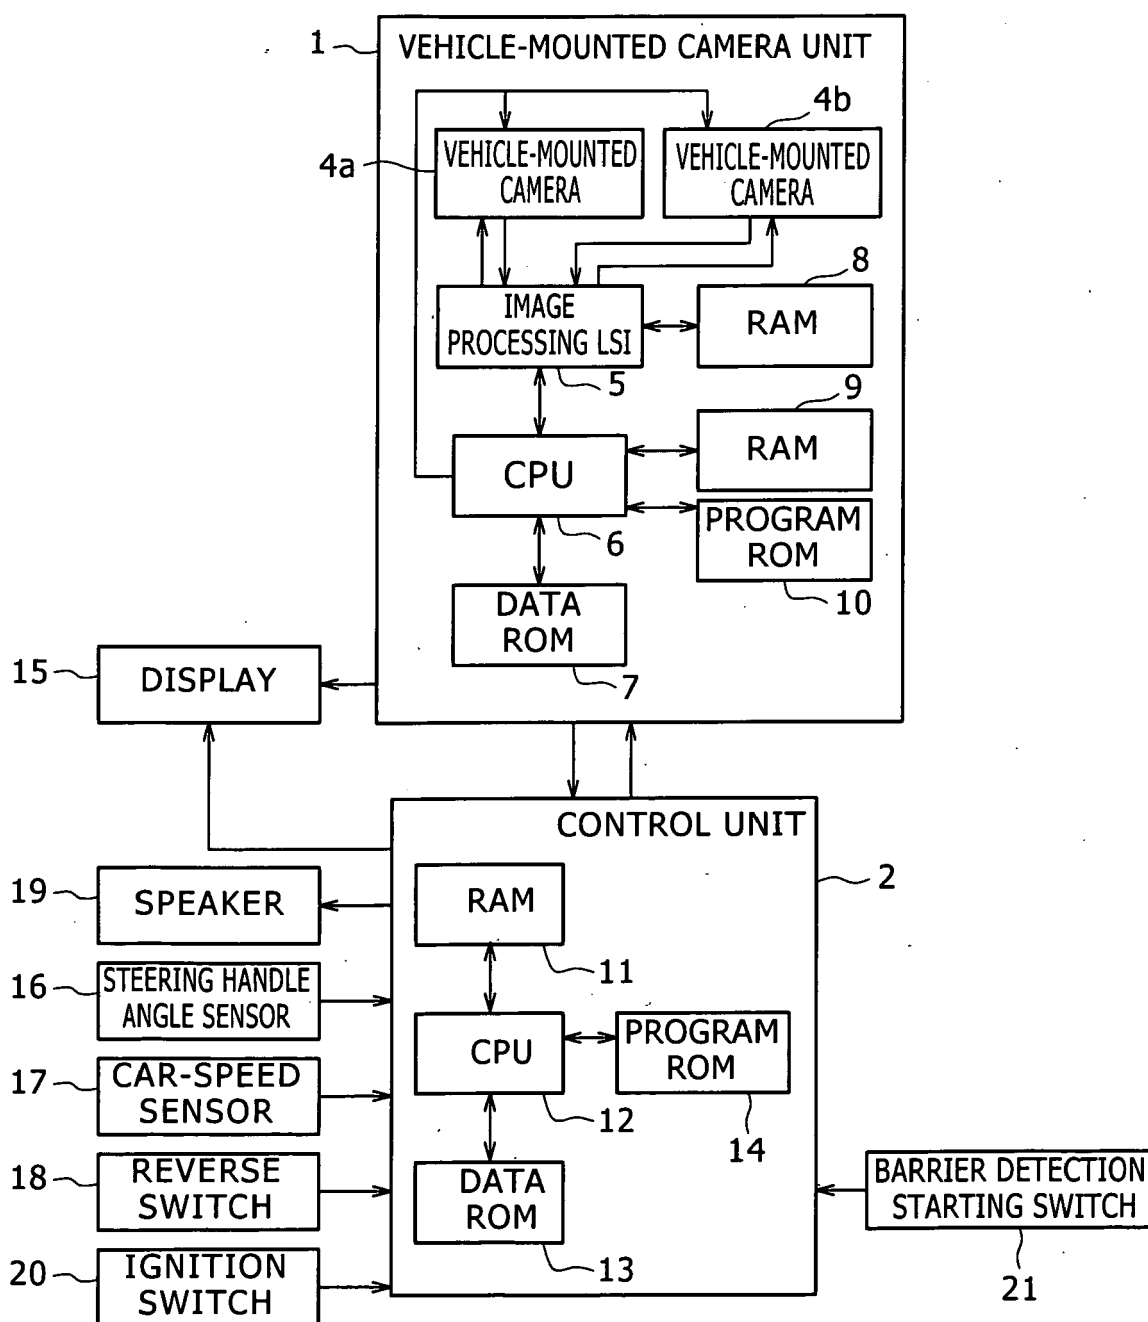 1
VEHICLE-MOUNTED CAMERA UNIT
4b
4a
VEHICLE-MOUNTED
CAMERA
VEHICLE-MOUNTED
CAMERA
8
IMAGE
PROCESSING LSI
RAM
5
9
CPU
RAM
6
PROGRAM
ROM
10
DATA
ROM
7
15
DISPLAY
CONTROL UNIT
2
19
SPEAKER
RAM
11
16
STEERING HANDLE
ANGLE SENSOR
CPU
12
PROGRAM
ROM
14
17
CAR-SPEED
SENSOR
18
REVERSE
SWITCH
DATA
ROM
13
BARRIER DETECTION
STARTING SWITCH
21
20
IGNITION
SWITCH